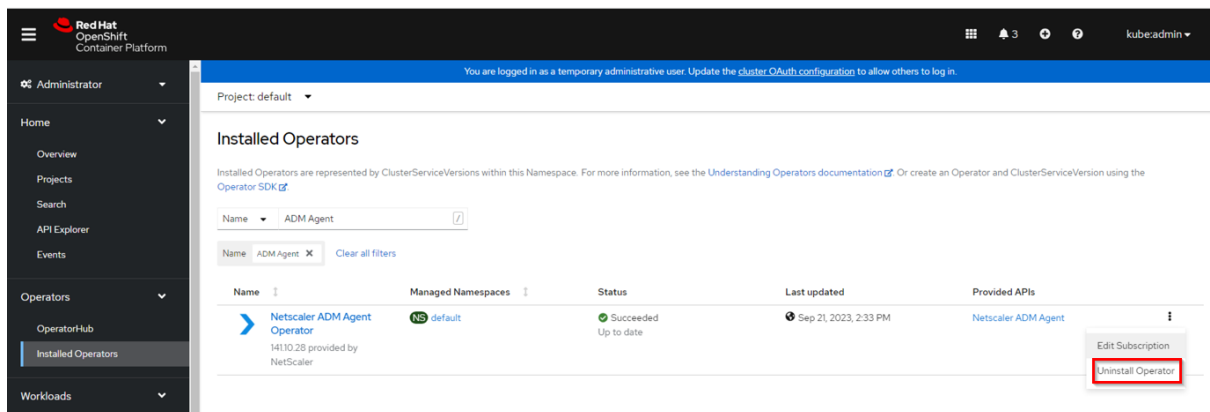 Red Hat
OpenShift
Container Platform
3
kube:admin
Administrator
You are logged in as a temporary administrative user. Update the cluster OAuth configuration to allow others to log in.
Project: default
Home
Overview
Projects
Search
API Explorer
Events
Operators
OperatorHub
Installed Operators
Workloads
Installed Operators
Installed Operators are represented by ClusterServiceVersions within this Namespace. For more information, see the Understanding Operators documentation. Or create an Operator and ClusterServiceVersion using the
Operator SDK.
Name ADM Agent /
Name ADM Agent Clear all filters
Name Managed Namespaces Status Last updated Provided APIs
Netscaler ADM Agent NS default Succeeded Sep 21, 2023, 2:33 PM Netscaler ADM Agent
Operator Up to date
141.10.28 provided by
NetScaler
Edit Subscription
Uninstall Operator